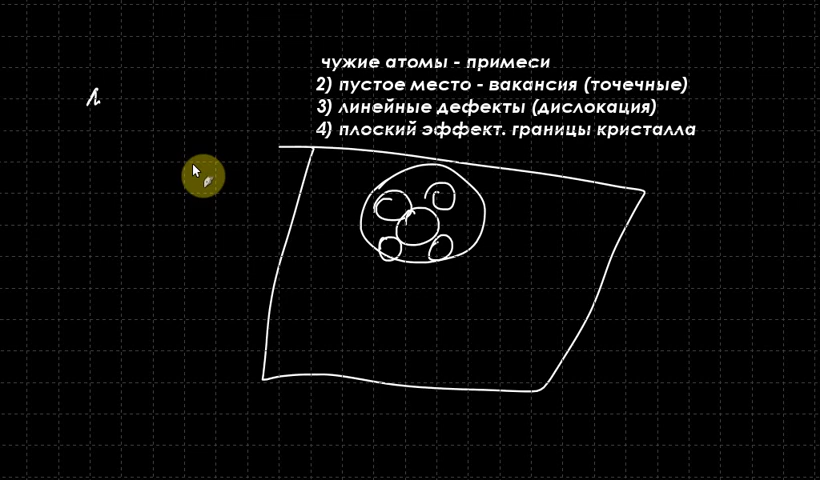 чужие атомы - примеси
2) пустое место - вакансия (точечные)
3) линейные дефекты (дислокация)
4) плоский эффект. границы кристалла